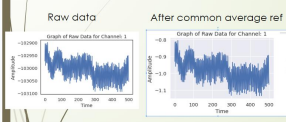 Raw data
After common average ref
Graph of Raw Data for Channel: 1
−102900
−102950
−103000
−103050
−103100
Amplitude
0 100 200 300 400 500
Time
Graph of Raw Data for Channel: 1
−0.8
−0.9
−1.0
−1.1
Amplitude
0 100 200 300 400 500
Time